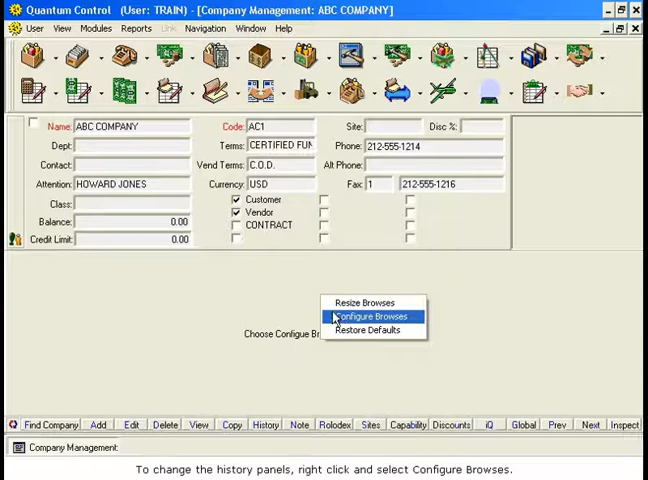 Quantum Control (User: TRAIN) - [Company Management: ABC COMPANY]
User View Modules Reports Link Navigation Window Help
Name: ABC COMPANY Code: AC1 Site: Disc %:
Dept: Terms: CERTIFIED FUN Phone: 212-555-1214
Contact: Vend Terms: C.O.D. Alt Phone:
Attention: HOWARD JONES Currency: USD Fax: 1 212-555-1216
Class: Customer
Balance: 0.00 Vendor
CONTRACT
Credit Limit: 0.00
Resize Browses
Configure Browses
Restore Defaults
Choose Configue Br
Find Company Add Edit Delete View Copy History Note Rolodex Sites Capability Discounts iQ Global Prev Next Inspect
Company Management:
To change the history panels, right click and select Configure Browses.